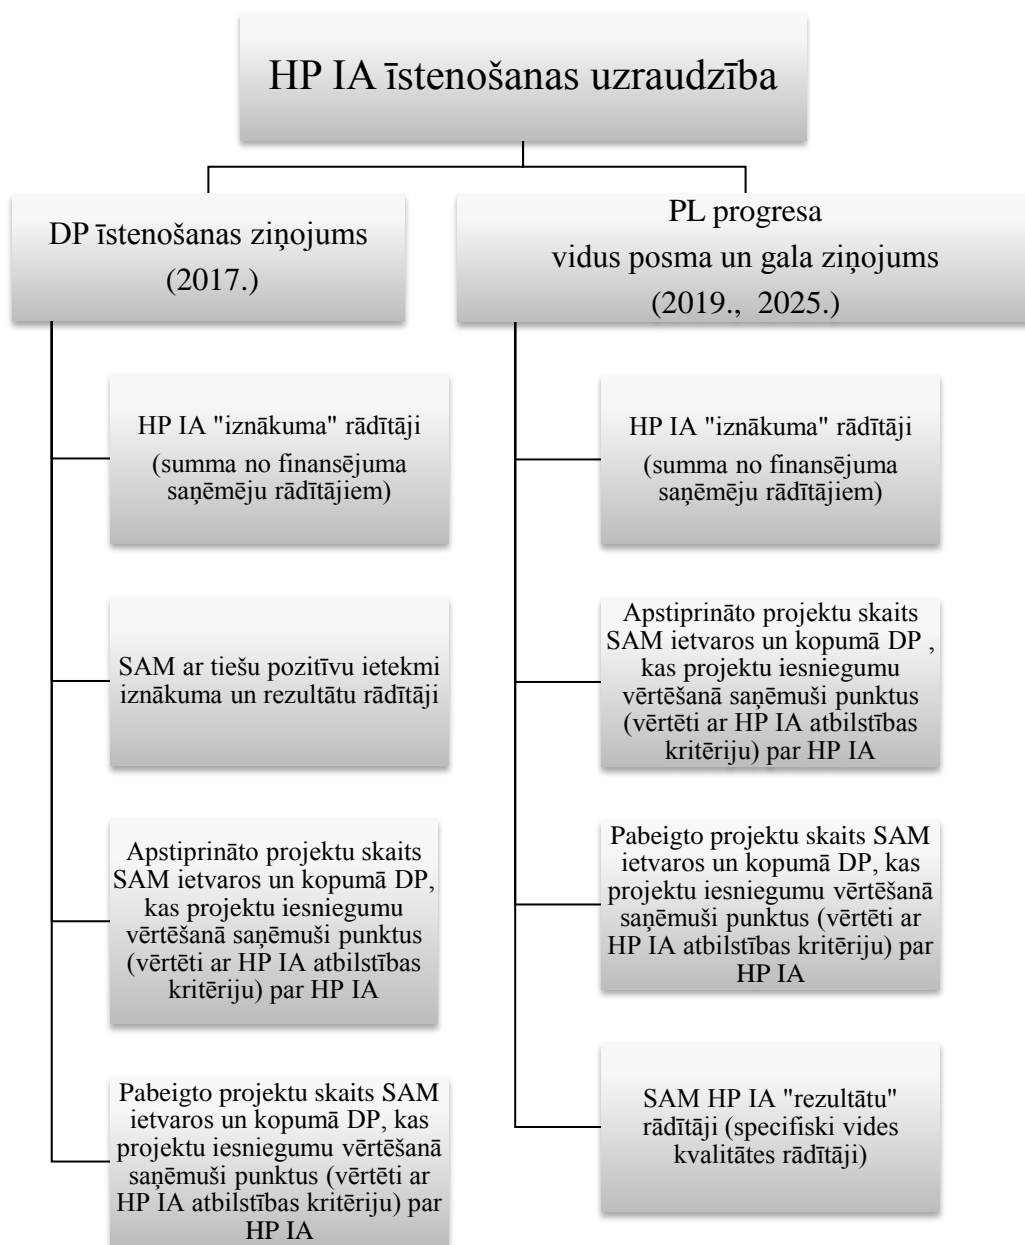 HP IA īstenošanas uzraudzība
DP īstenošanas ziņojums
(2017.)
HP IA "iznākuma" rādītāji
(summa no finansējuma
saņēmēju rādītājiem)
SAM ar tiešu pozitīvu ietekmi
iznākuma un rezultātu rādītāji
Apstiprināto projektu skaits
SAM ietvaros un kopumā DP,
kas projektu iesniegumu
vērtēšanā saņēmuši punktus
(vērtēti ar HP IA atbilstības
kritēriju) par HP IA
Pabeigto projektu skaits SAM
ietvaros un kopumā DP, kas
projektu iesniegumu vērtēšanā
saņēmuši punktus (vērtēti ar
HP IA atbilstības kritēriju) par
HP IA
PL progresa
vidus posma un gala ziņojums
(2019.,  2025.)
HP IA "iznākuma" rādītāji
(summa no finansējuma
saņēmēju rādītājiem)
Apstiprināto projektu skaits
SAM ietvaros un kopumā DP ,
kas projektu iesniegumu
vērtēšanā saņēmuši punktus
(vērtēti ar HP IA atbilstības
kritēriju) par HP IA
Pabeigto projektu skaits SAM
ietvaros un kopumā DP, kas
projektu iesniegumu vērtēšanā
saņēmuši punktus (vērtēti ar
HP IA atbilstības kritēriju) par
HP IA
SAM HP IA "rezultātu"
rādītāji (specifiski vides
kvalitātes rādītāji)